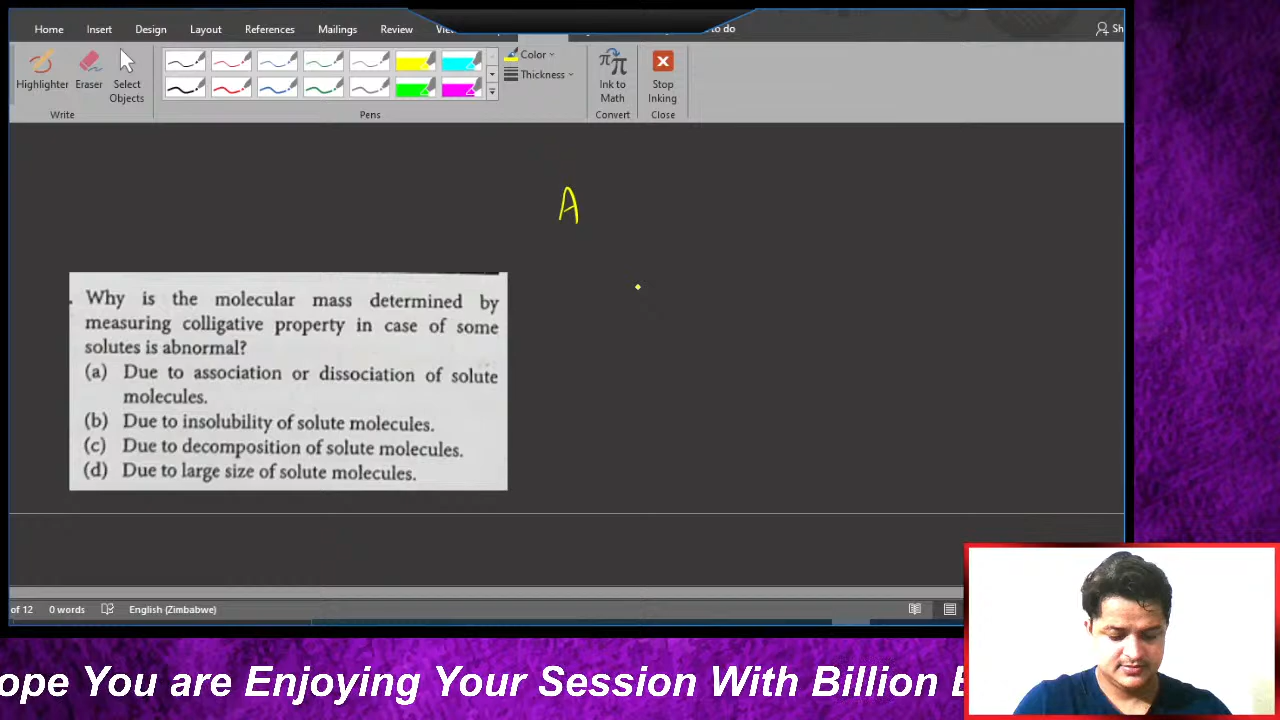 Home Insert Design Layout References Mailings Review to do
Highlighter Eraser Select Objects Color Thickness Ink to Math Stop Inking
Write Pens Convert Close
A
Why is the molecular mass determined by
measuring colligative property in case of some
solutes is abnormal?
(a) Due to association or dissociation of solute
molecules.
(b) Due to insolubility of solute molecules.
(c) Due to decomposition of solute molecules.
(d) Due to large size of solute molecules.
of 12 0 words English (Zimbabwe)
ope You are Enjoying Your Session With Billion